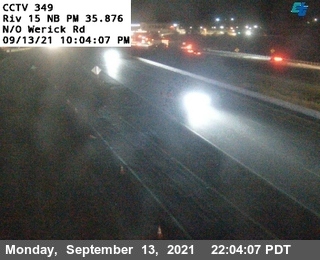 CCTV 349
Riv 15 NB PM 35.876
N/O Werick Rd
09/13/21 10:04:07 PM
Monday, September 13, 2021 22:04:07 PDT